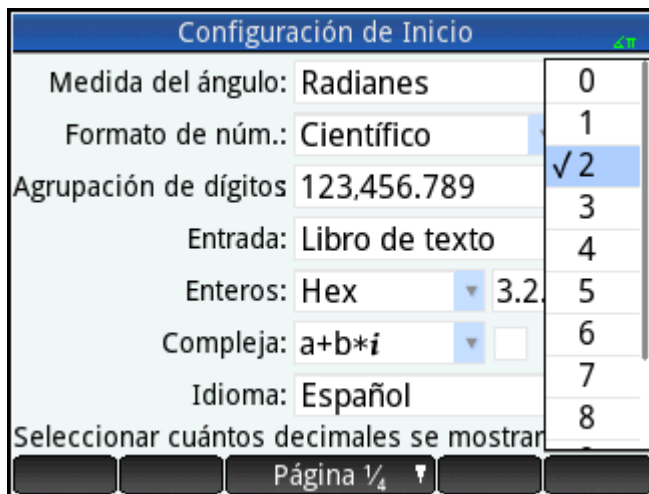 Configuración de Inicio
∡π
Medida del ángulo: Radianes
Formato de núm.: Científico
Agrupación de dígitos 123,456.789
Entrada: Libro de texto
Enteros: Hex 3.2.
Compleja: a+b*i
Idioma: Español
Seleccionar cuántos decimales se mostrar
0
1
√ 2
3
4
5
6
7
8
Página ¼